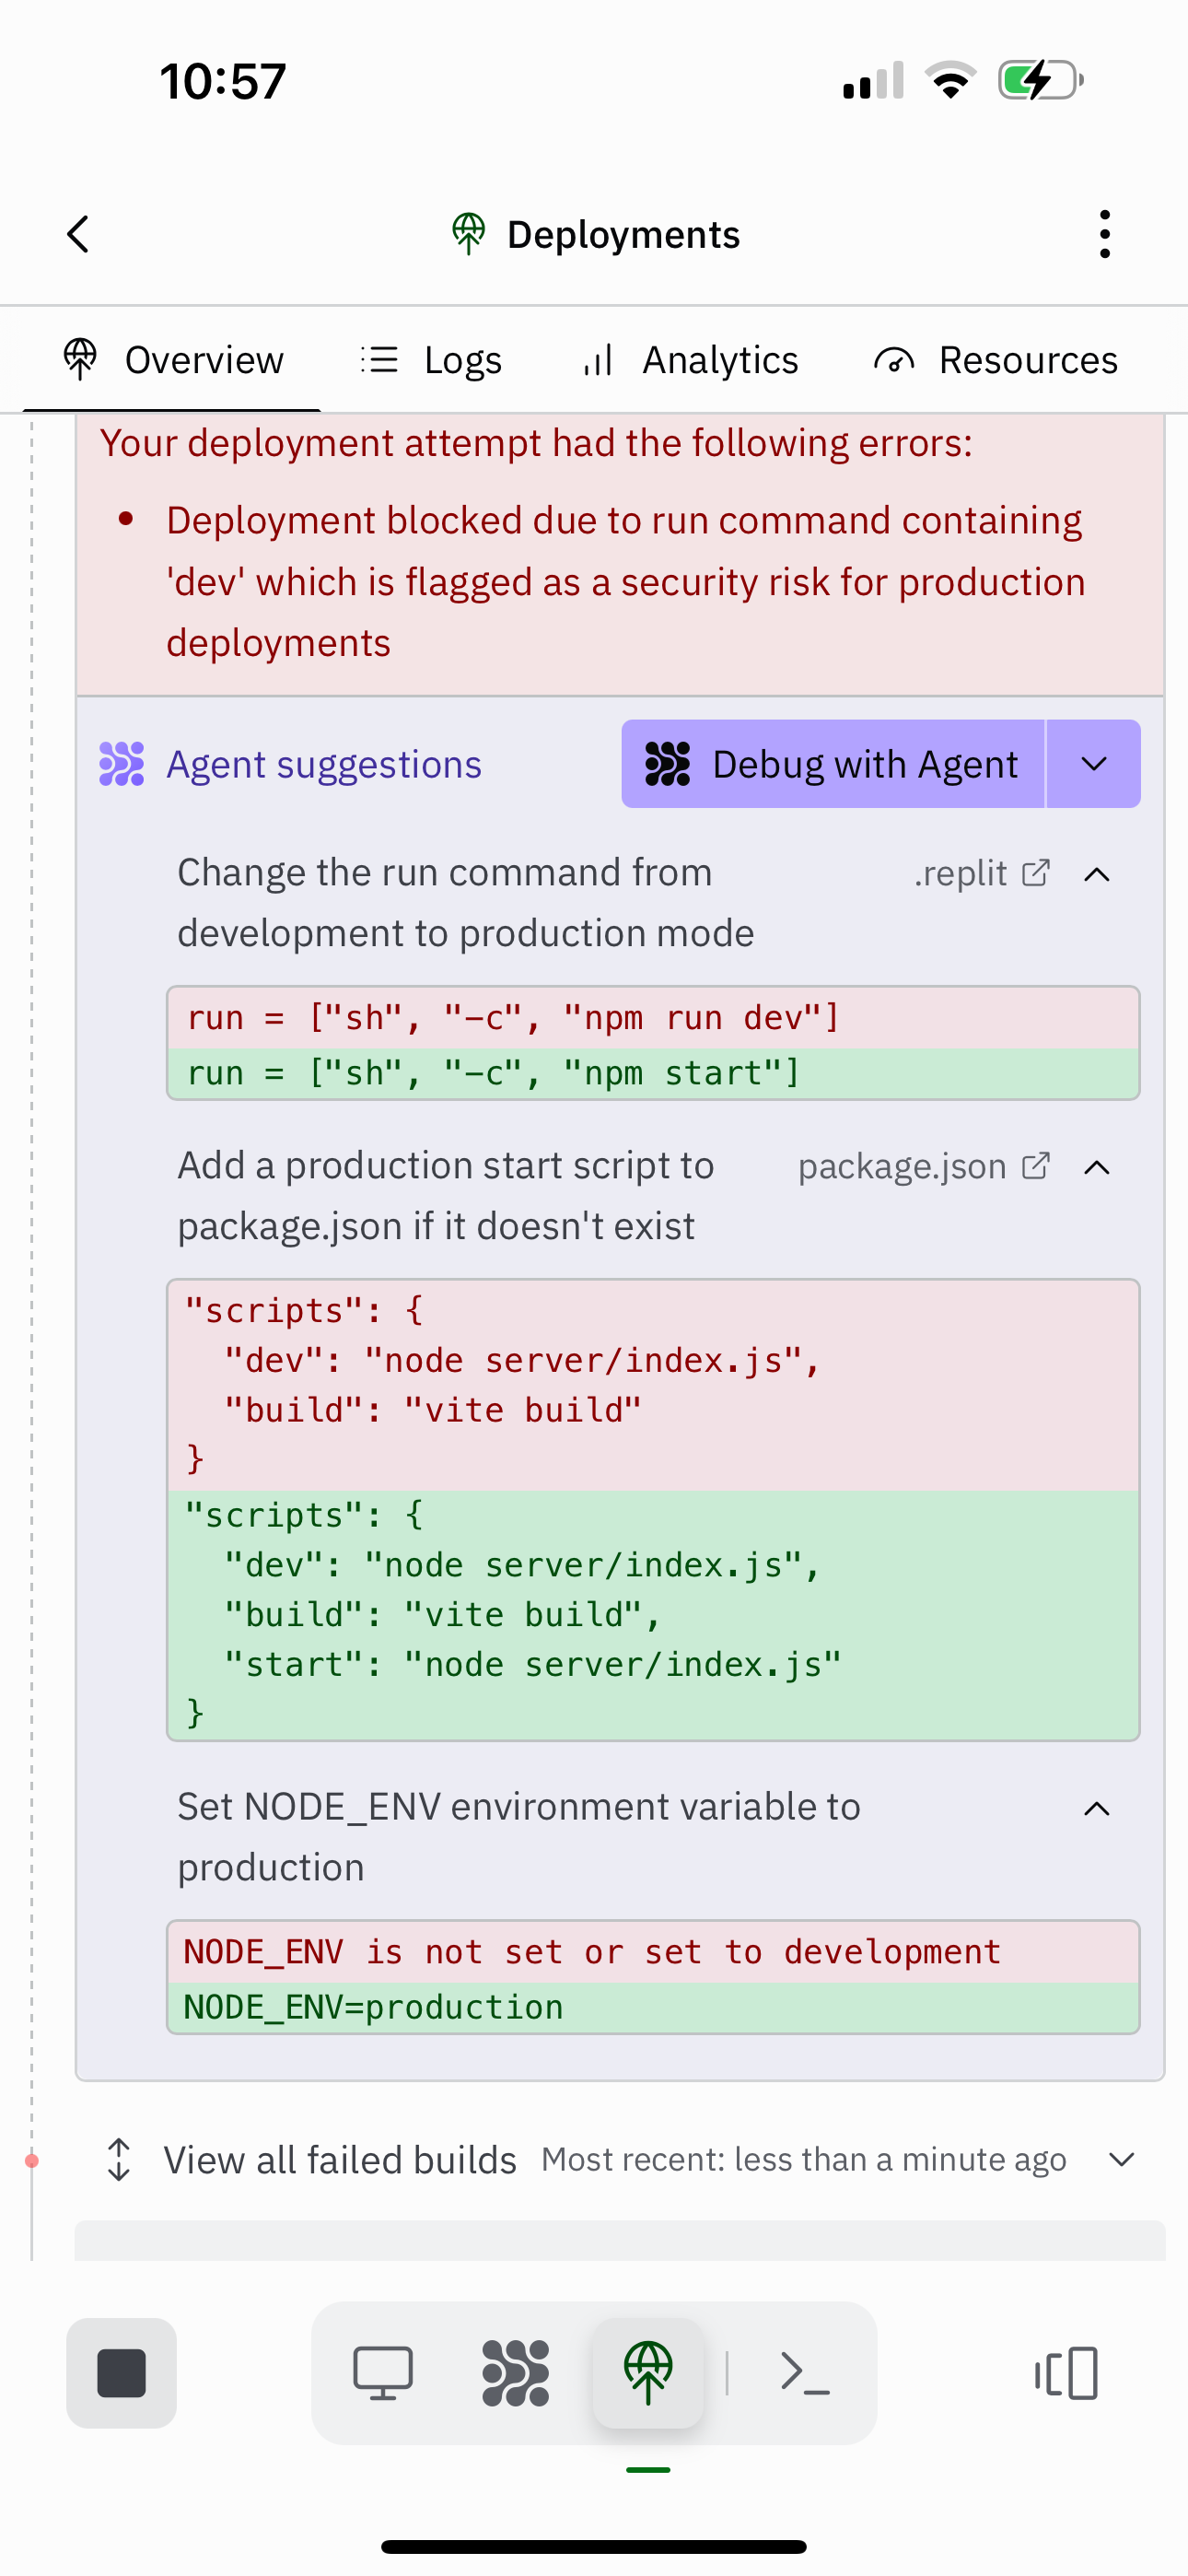 10:57
Deployments
Overview
Logs
Analytics
Resources
Your deployment attempt had the following errors:
• Deployment blocked due to run command containing
'dev' which is flagged as a security risk for production
deployments
Agent suggestions
Debug with Agent
Change the run command from
development to production mode
.replit
run = ["sh", "-c", "npm run dev"]
run = ["sh", "-c", "npm start"]
Add a production start script to
package.json if it doesn't exist
package.json
"scripts": {
  "dev": "node server/index.js",
  "build": "vite build"
}
"scripts": {
  "dev": "node server/index.js",
  "build": "vite build",
  "start": "node server/index.js"
}
Set NODE_ENV environment variable to
production
NODE_ENV is not set or set to development
NODE_ENV=production
View all failed builds
Most recent: less than a minute ago